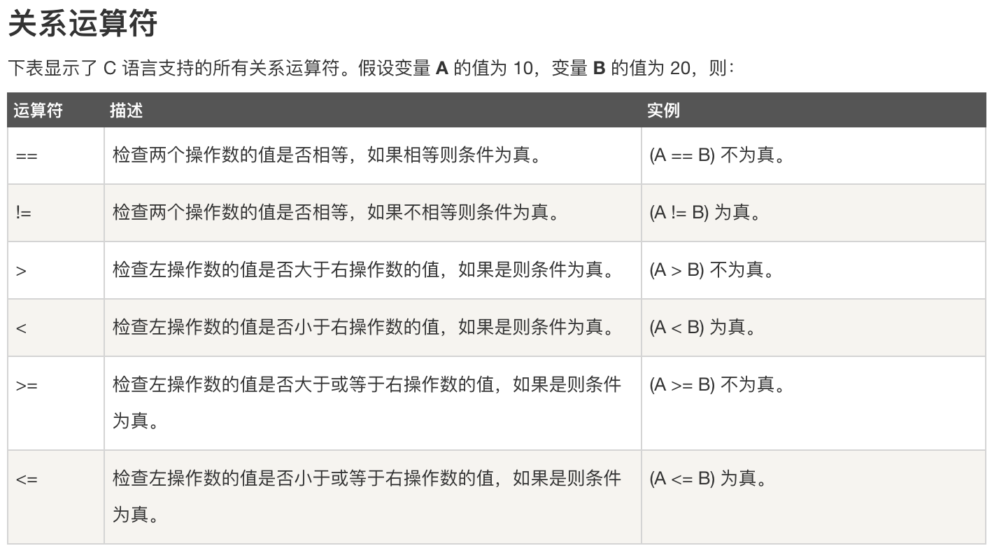 关系运算符
下表显示了 C 语言支持的所有关系运算符。假设变量 A 的值为 10，变量 B 的值为 20，则：
运算符 描述 实例
== 检查两个操作数的值是否相等，如果相等则条件为真。 (A == B) 不为真。
!= 检查两个操作数的值是否相等，如果不相等则条件为真。 (A != B) 为真。
> 检查左操作数的值是否大于右操作数的值，如果是则条件为真。 (A > B) 不为真。
< 检查左操作数的值是否小于右操作数的值，如果是则条件为真。 (A < B) 为真。
>= 检查左操作数的值是否大于或等于右操作数的值，如果是则条件 (A >= B) 不为真。
为真。
<= 检查左操作数的值是否小于或等于右操作数的值，如果是则条件 (A <= B) 为真。
为真。